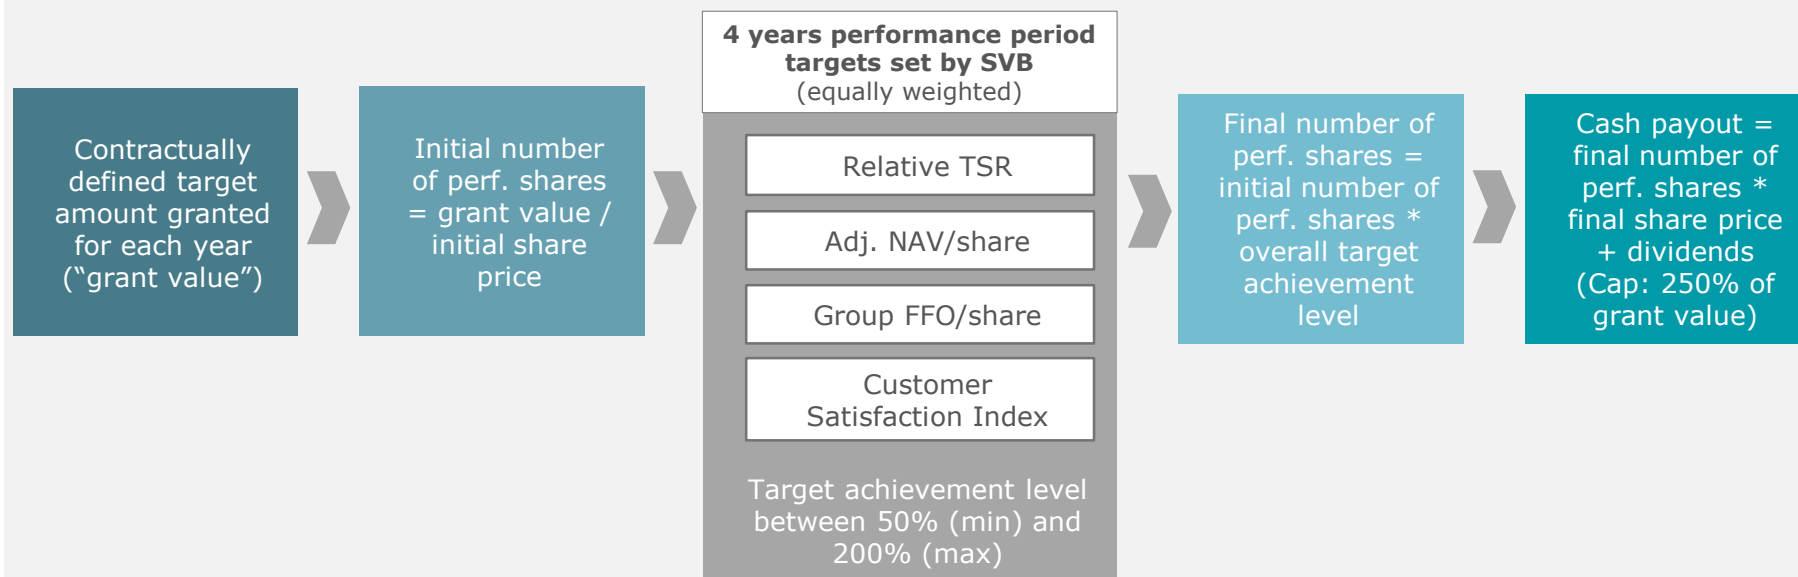 Contractually
defined target
amount granted
for each year
(“grant value”)
Initial number
of perf. shares
= grant value /
initial share
price
4 years performance period
targets set by SVB
(equally weighted)
Relative TSR
Adj. NAV/share
Group FFO/share
Customer
Satisfaction Index
Target achievement level
between 50% (min) and
200% (max)
Final number of
perf. shares =
initial number of
perf. shares *
overall target
achievement
level
Cash payout =
final number of
perf. shares *
final share price
+ dividends
(Cap: 250% of
grant value)